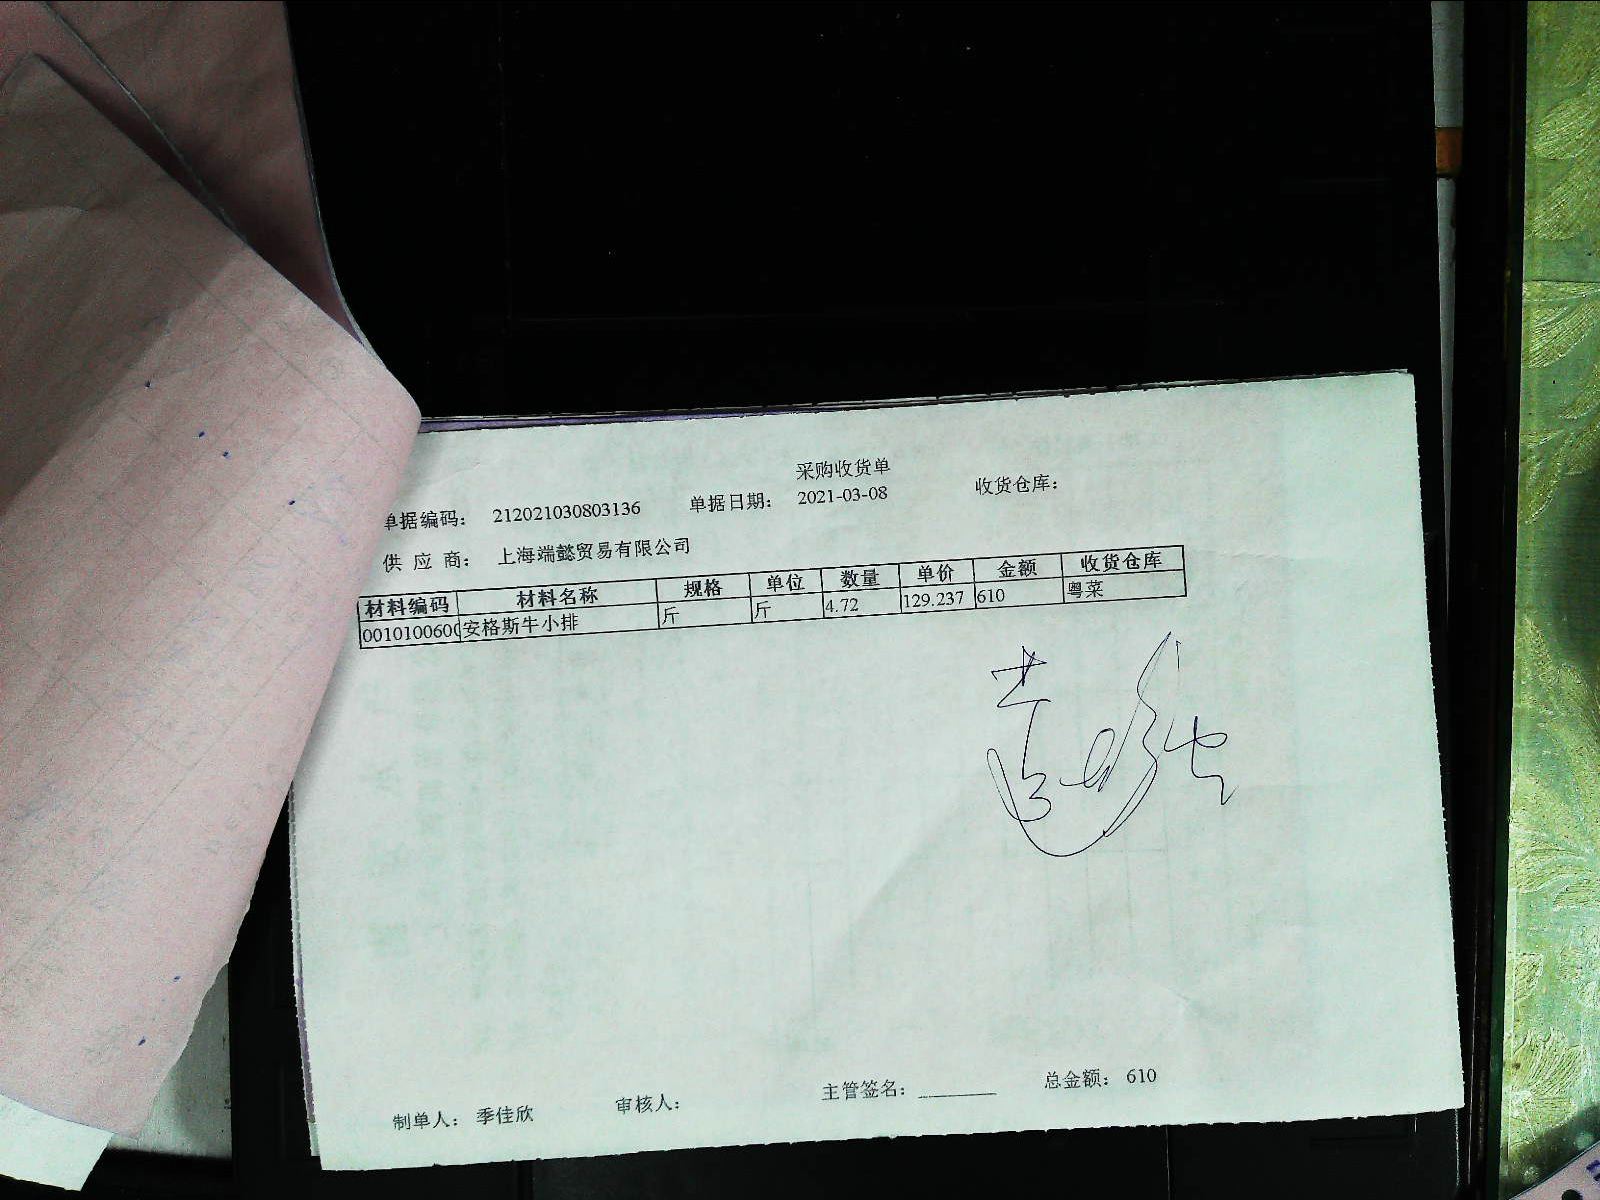 采购收货单
单据编码: 212021030803136 单据日期: 2021-03-08 收货仓库:
供 应 商: 上海端懿贸易有限公司
材料编码 材料名称 规格 单位 数量 单价 金额 收货仓库
0010100600 安格斯牛小排 斤 斤 4.72 129.237 610 粤菜
制单人: 季佳欣 审核人: 主管签名: ________ 总金额: 610